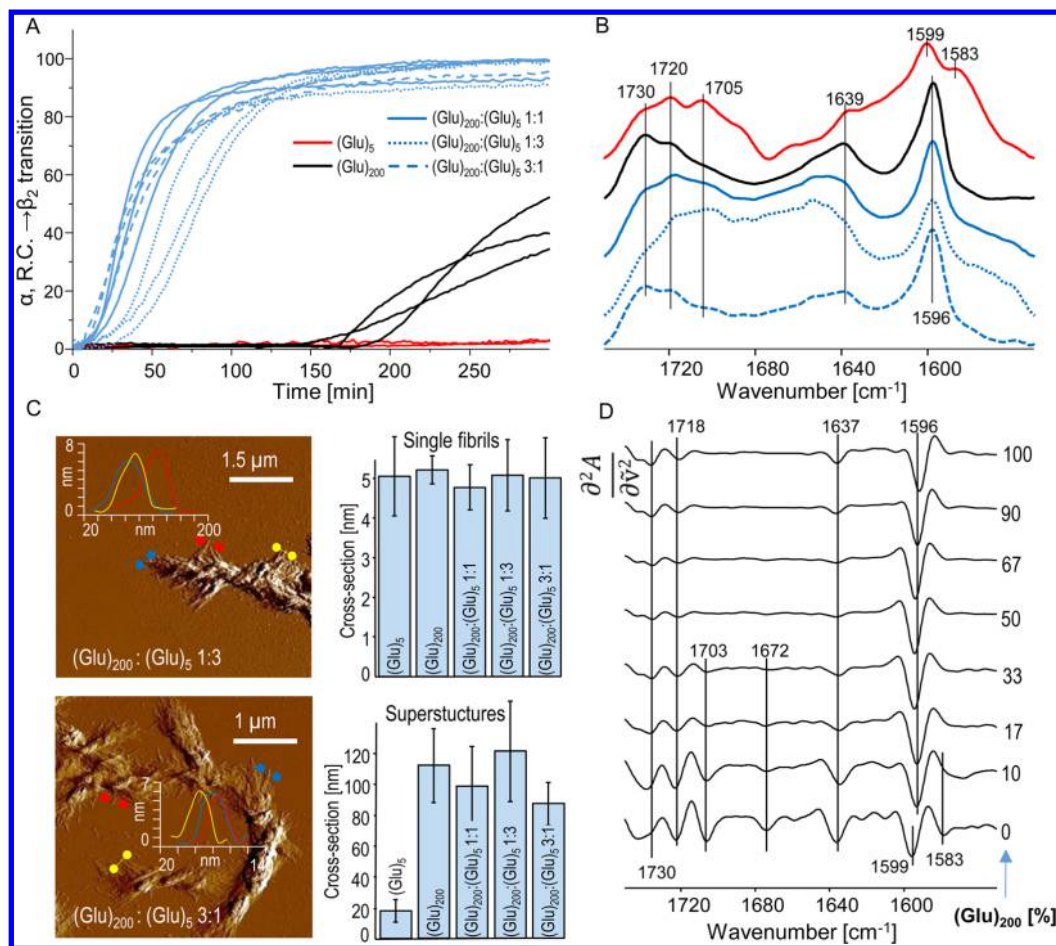 A
α, R.C. →β₂ transition
100
80
60
40
20
0
0
50
100
150
200
250
Time [min]
(Glu)₅
(Glu)₂₀₀
(Glu)₂₀₀:(Glu)₅ 1:1
(Glu)₂₀₀:(Glu)₅ 1:3
(Glu)₂₀₀:(Glu)₅ 3:1
B
1730
1720
1705
1639
1599
1583
1596
1720
1680
1640
1600
Wavenumber [cm⁻¹]
C
8
nm
0
20
nm
200
1.5 µm
(Glu)₂₀₀ : (Glu)₅ 1:3
Single fibrils
Cross-section [nm]
5
4
3
2
1
0
(Glu)₅
(Glu)₂₀₀
(Glu)₂₀₀:(Glu)₅ 1:1
(Glu)₂₀₀:(Glu)₅ 1:3
(Glu)₂₀₀:(Glu)₅ 3:1
1 µm
7
nm
0
20
nm
14
(Glu)₂₀₀ : (Glu)₅ 3:1
Superstuctures
Cross-section [nm]
120
100
80
60
40
20
0
(Glu)₅
(Glu)₂₀₀
(Glu)₂₀₀:(Glu)₅ 1:1
(Glu)₂₀₀:(Glu)₅ 1:3
(Glu)₂₀₀:(Glu)₅ 3:1
D
∂²A
∂ṽ²
1718
1637
1596
100
90
67
50
1703
1672
33
17
10
0
1730
1599
1583
1720
1680
1640
1600
Wavenumber [cm⁻¹]
(Glu)₂₀₀ [%]